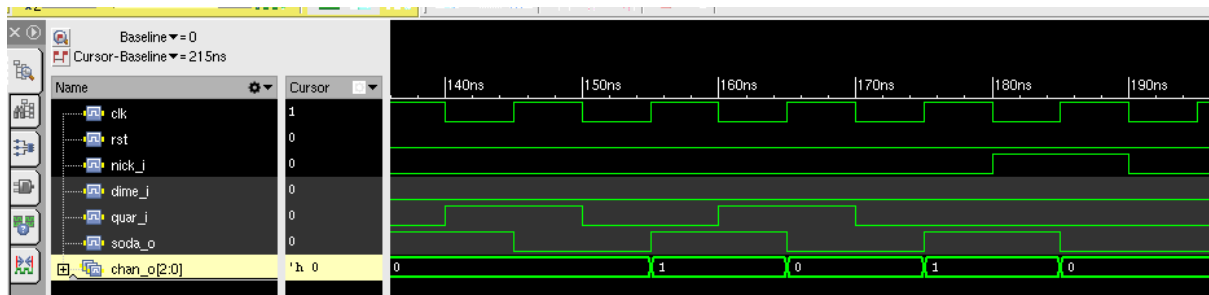 Baseline▼= 0
Cursor-Baseline▼= 215ns
Name Cursor
140ns 150ns 160ns 170ns 180ns 190ns
clk 1
rst 0
nick_i 0
dime_i 0
quar_i 0
soda_o 0
chan_o[2:0] 'h 0 0 1 0 1 0